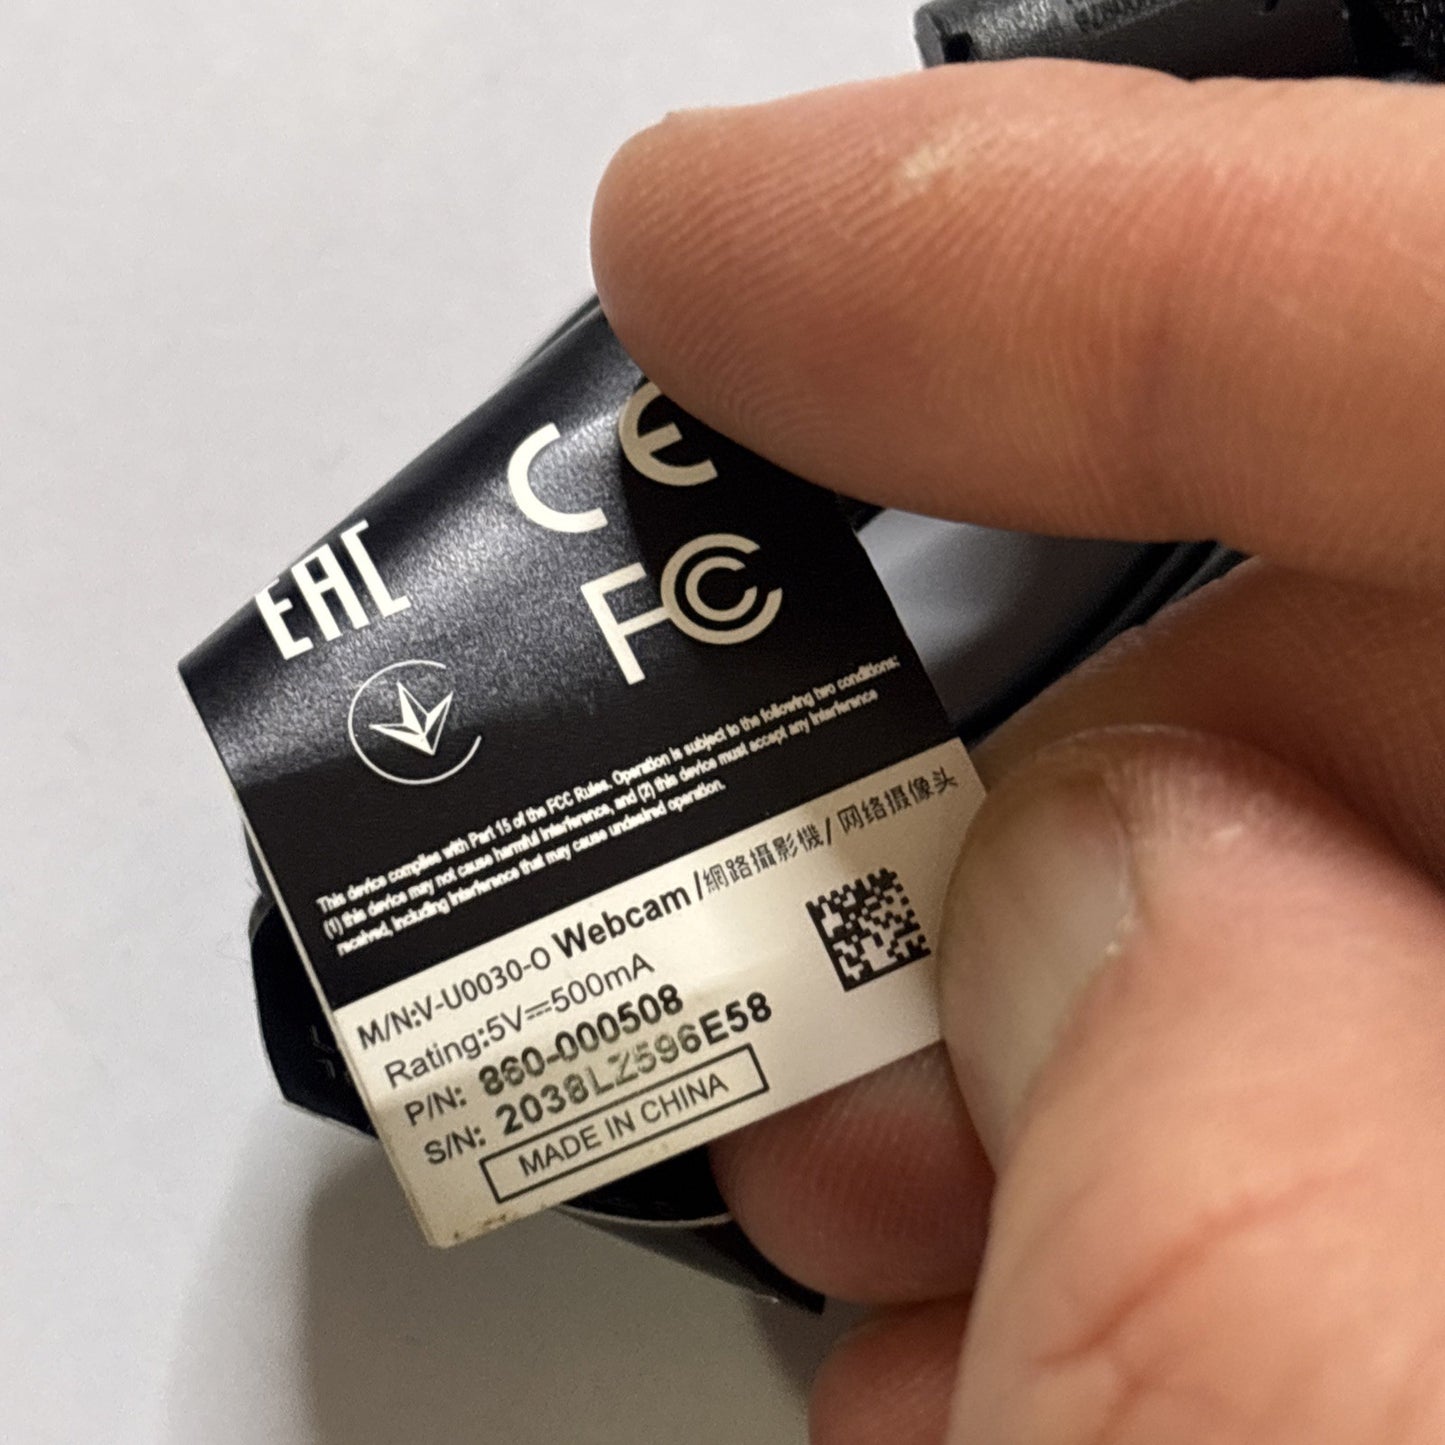 EAC
CE
FC
This device complies with Part 15 of the FCC Rules. Operation is subject to the following two conditions:
(1) this device may not cause harmful interference, and (2) this device must accept any interference
received, including interference that may cause undesired operation.
M/N:V-U0030-O Webcam /網路攝影機/ 网络摄像头
Rating:5V⎓500mA
P/N: 860-000508
S/N: 2038LZ596E58
MADE IN CHINA